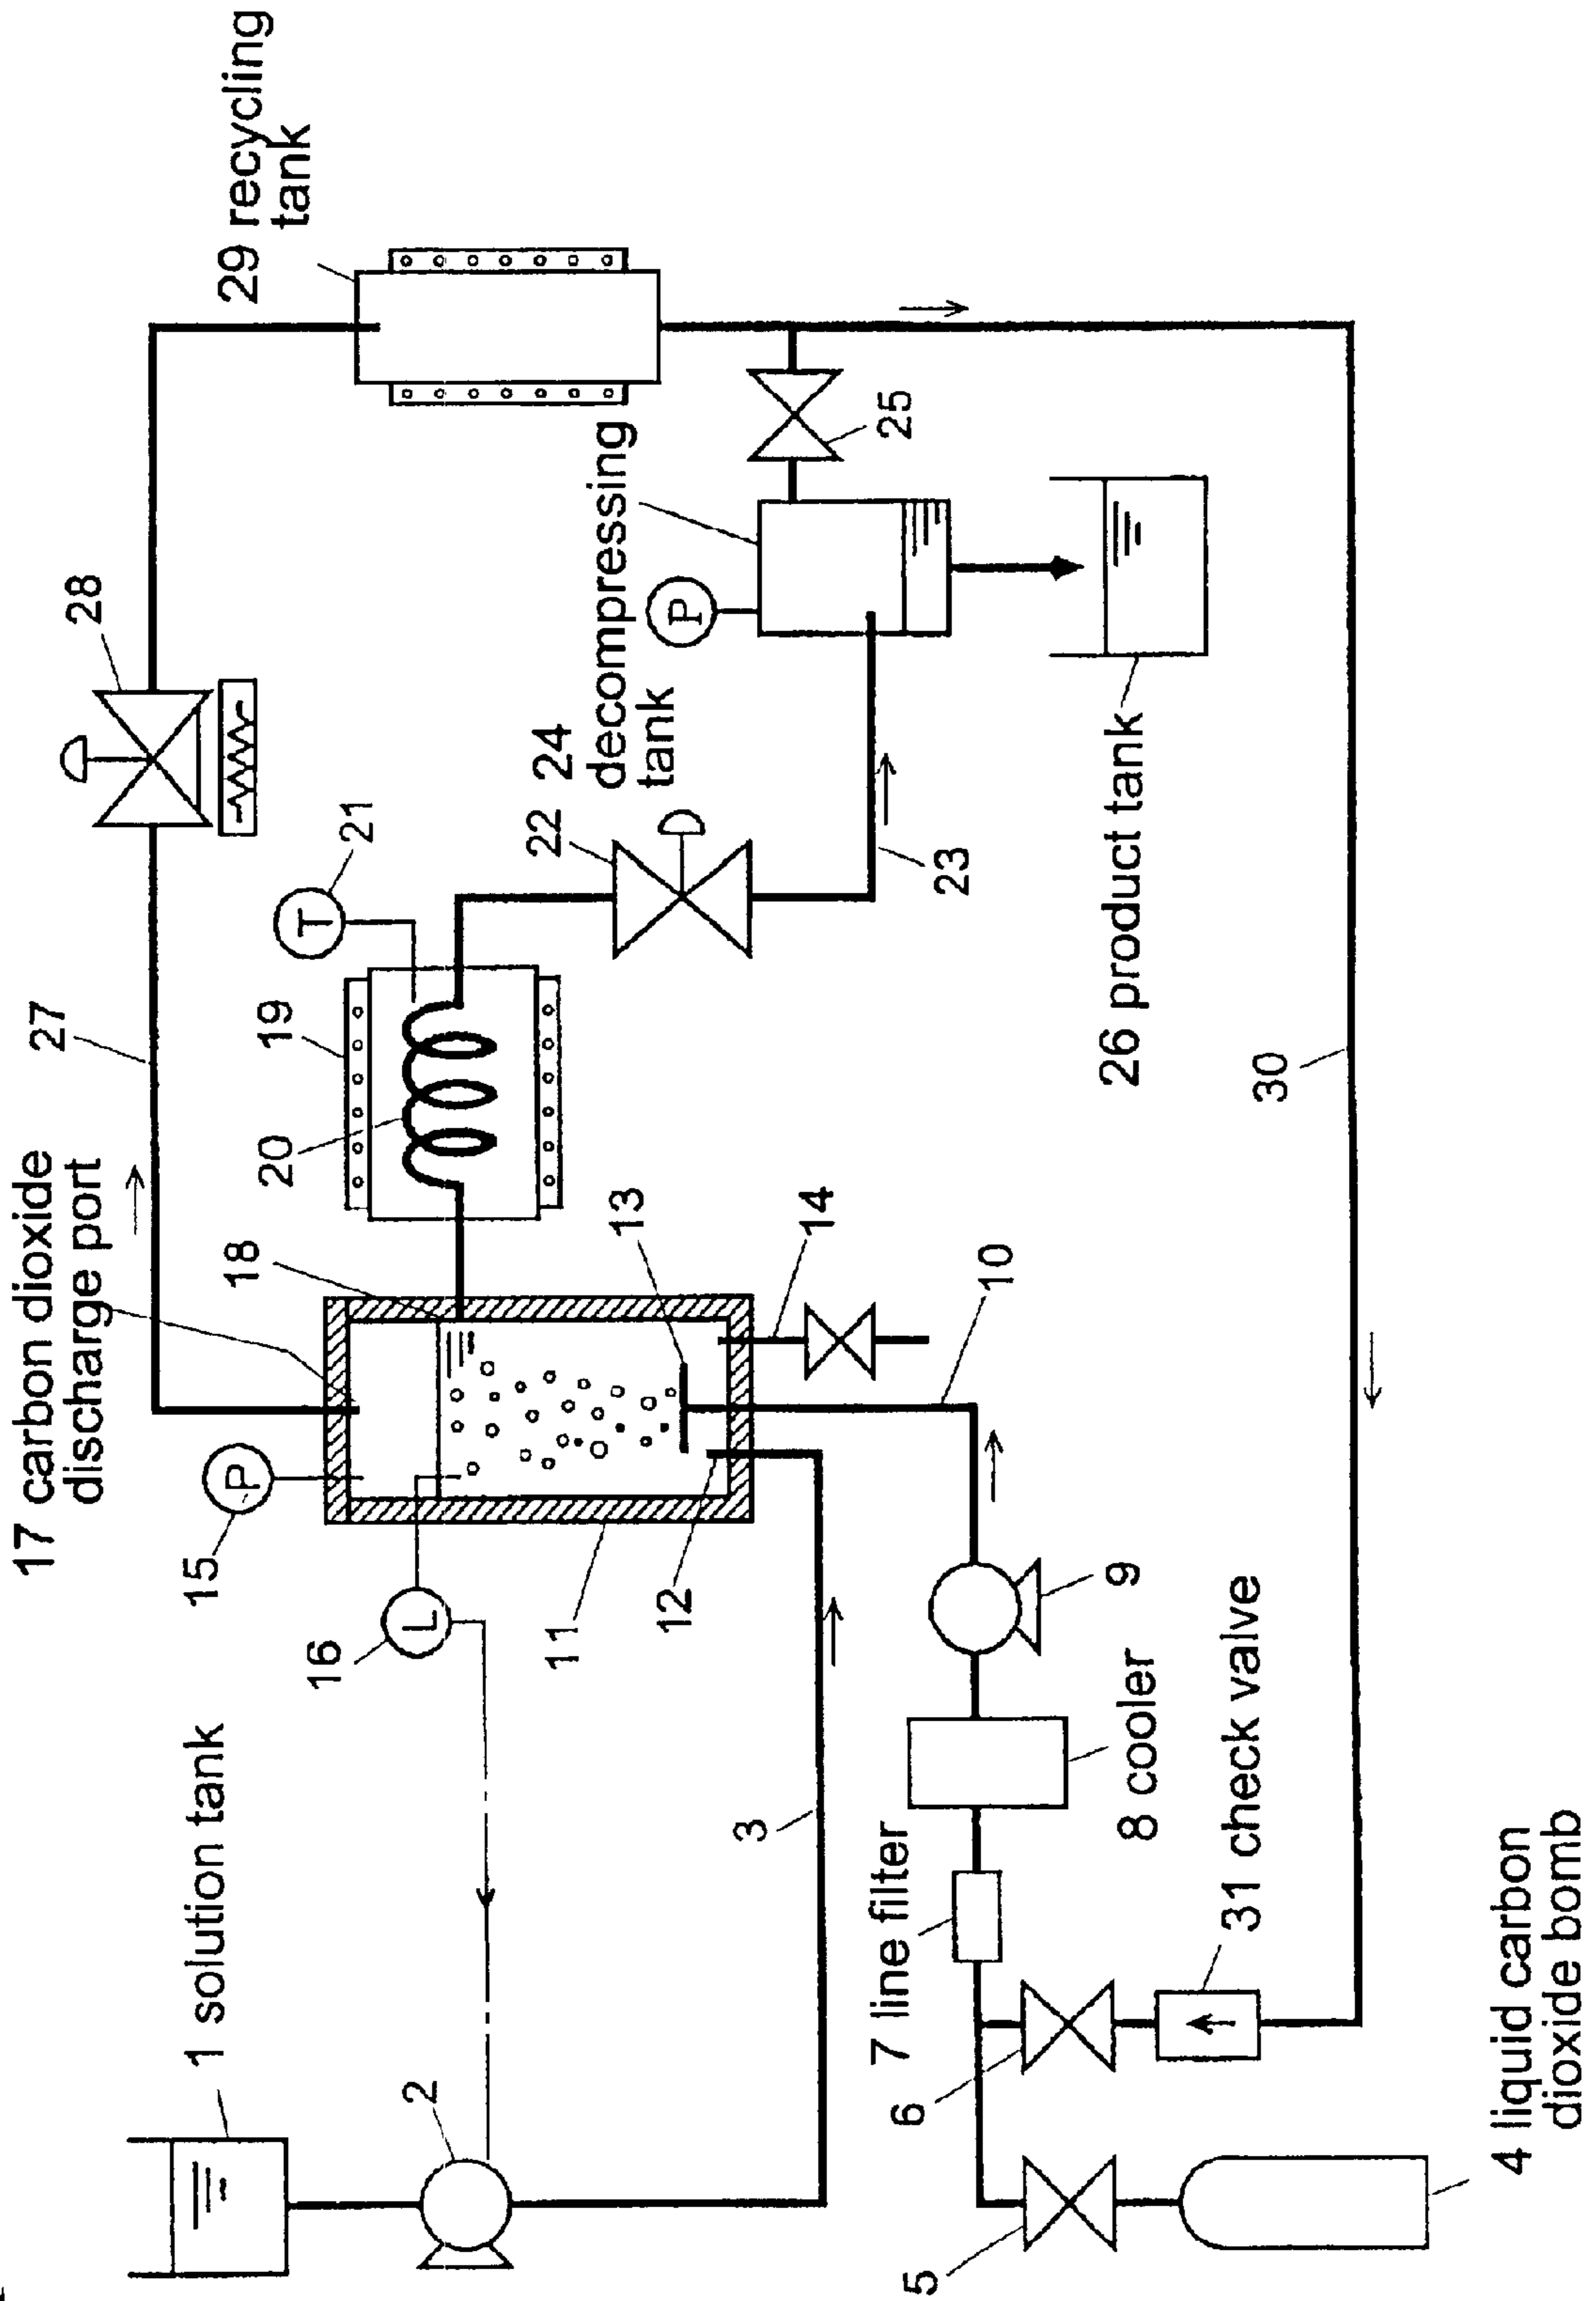 17 carbon dioxide
discharge port
27
28
1 solution tank
15
P
18
29 recycling
tank
20
19
T
16
21
2
L
11
22
24
decompressing
tank
13
12
P
3
14
7 line filter
25
6
5
23
10
9
26 product tank
8 cooler
31 check valve
30
4 liquid carbon
dioxide bomb